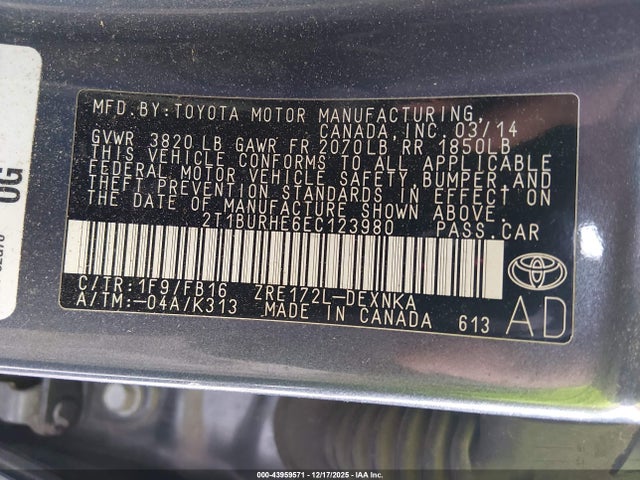 MFD.BY:TOYOTA MOTOR MANUFACTURING,
CANADA,INC.03/14
GVWR 3820LB GAWR FR 2070LB RR 1850LB
THIS VEHICLE CONFORMS TO ALL APPLICABLE
FEDERAL MOTOR VEHICLE SAFETY,BUMPER AND
THEFT PREVENTION STANDARDS IN EFFECT ON
THE DATE OF MANUFACTURE SHOWN ABOVE.
2T1BURHE6EC123980 PASS.CAR
C/TR:1F9/FB16 ZRE172L-DEXNKA
A/TM:-04A/K313 MADE IN CANADA 613
AD
TOYOTA
OG
000-43959571 - 12/17/2025 - IAA Inc.